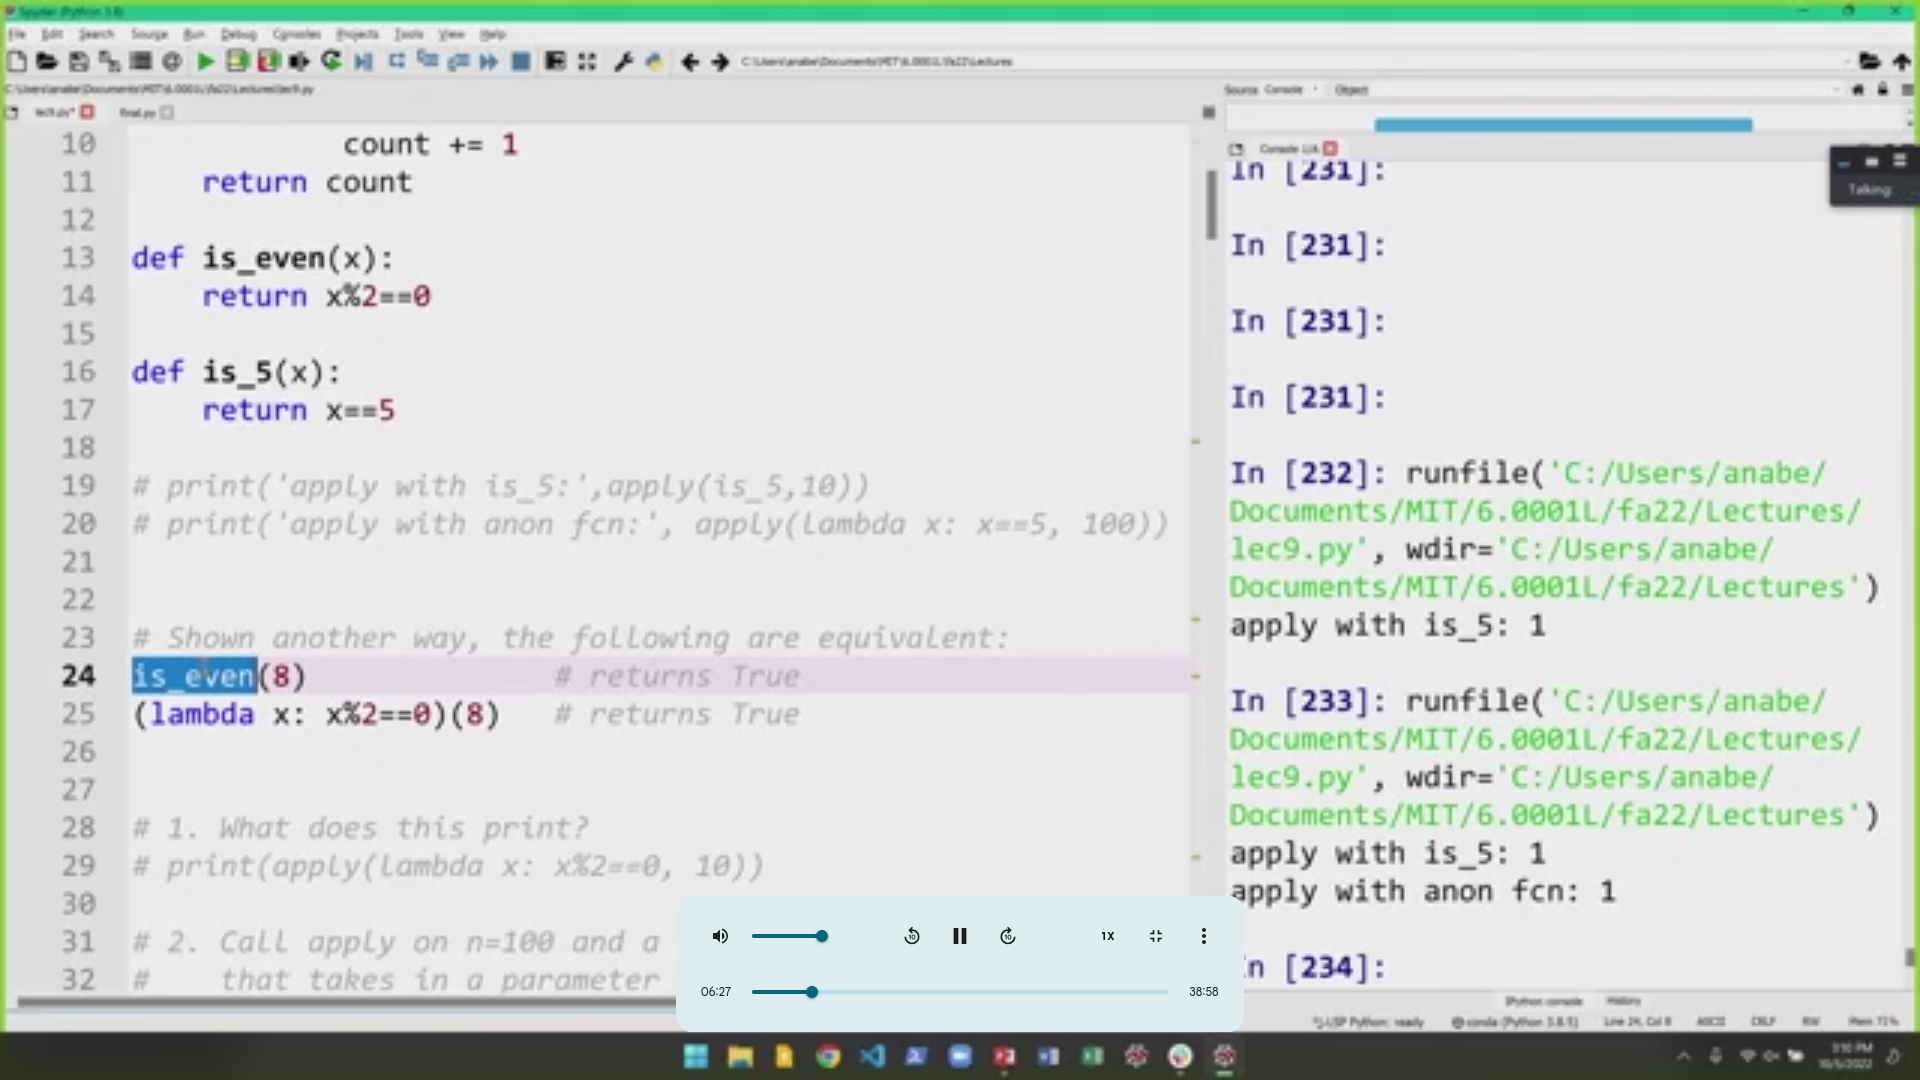 Spyder (Python 3.8)
File Edit Search Source Run Debug Consoles Projects Tools View Help
C:\Users\anabe\Documents\MIT\6.0001L\fa22\Lectures
C:\Users\anabe\Documents\MIT\6.0001L\fa22\Lectures\lec9.py
lec9.py*
final.py
10 count += 1
11 return count
12
13 def is_even(x):
14 return x%2==0
15
16 def is_5(x):
17 return x==5
18
19 # print('apply with is_5:',apply(is_5,10))
20 # print('apply with anon fcn:', apply(lambda x: x==5, 100))
21
22
23 # Shown another way, the following are equivalent:
24 is_even(8) # returns True
25 (lambda x: x%2==0)(8) # returns True
26
27
28 # 1. What does this print?
29 # print(apply(lambda x: x%2==0, 10))
30
31 # 2. Call apply on n=100 and a
32 # that takes in a parameter
Source Console Object
Console 1/A
Talking:
In [231]:
In [231]:
In [231]:
In [231]:
In [232]: runfile('C:/Users/anabe/
Documents/MIT/6.0001L/fa22/Lectures/
lec9.py', wdir='C:/Users/anabe/
Documents/MIT/6.0001L/fa22/Lectures')
apply with is_5: 1
In [233]: runfile('C:/Users/anabe/
Documents/MIT/6.0001L/fa22/Lectures/
lec9.py', wdir='C:/Users/anabe/
Documents/MIT/6.0001L/fa22/Lectures')
apply with is_5: 1
apply with anon fcn: 1
In [234]:
10
10
1X
06:27
38:58
IPython console History
LSP Python: ready conda (Python 3.8.5) Line 24, Col 8 ASCII CRLF RW Mem 72%
3:10 PM
10/5/2022